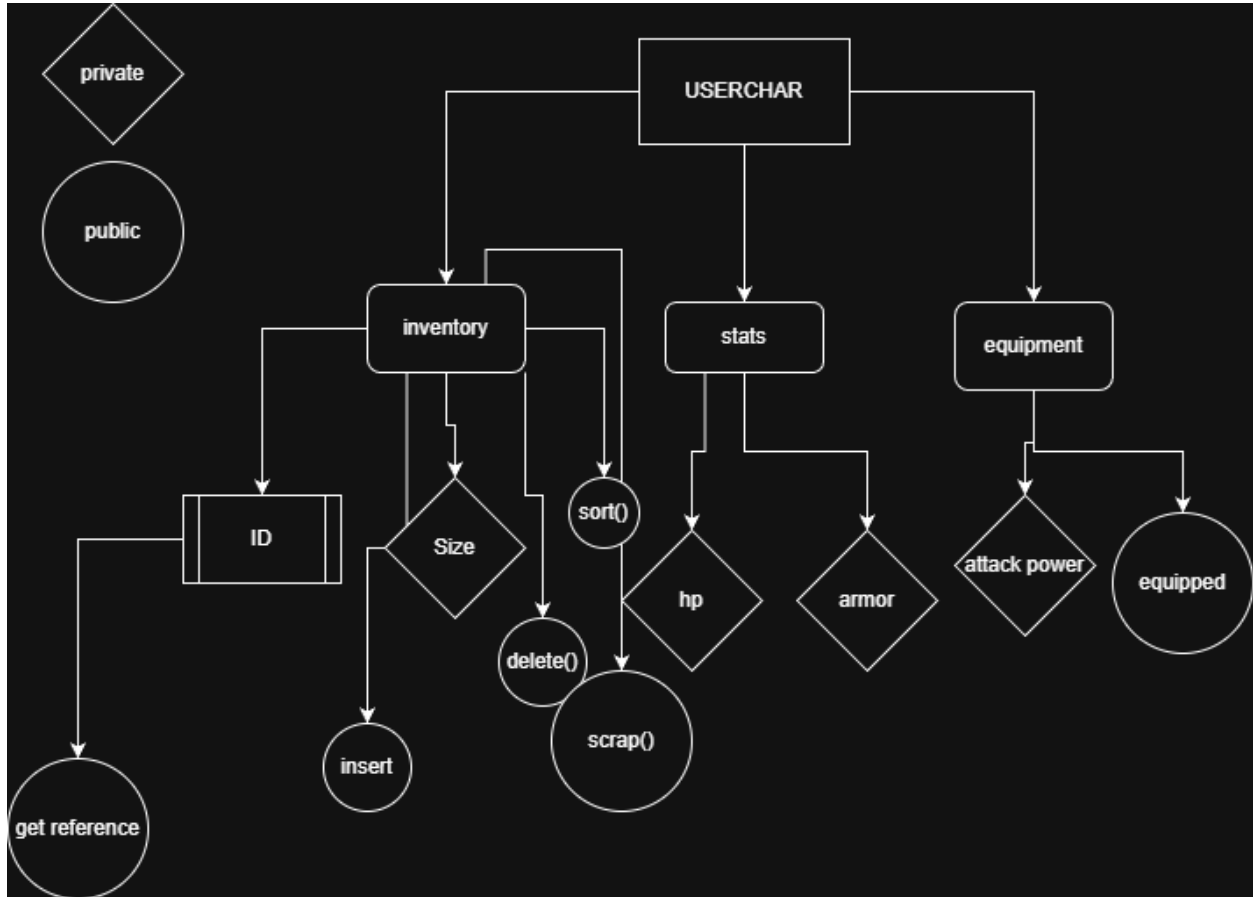 private
USERCHAR
public
inventory
stats
equipment
ID
Size
sort()
hp
armor
attack power
equipped
delete()
scrap()
insert
get reference